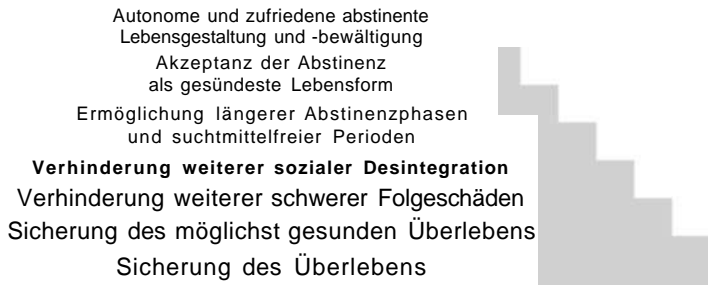 Autonome und zufriedene abstinente
Lebensgestaltung und -bewältigung
Akzeptanz der Abstinenz
als gesündeste Lebensform
Ermöglichung längerer Abstinenzphasen
und suchtmittelfreier Perioden
Verhinderung weiterer sozialer Desintegration
Verhinderung weiterer schwerer Folgeschäden
Sicherung des möglichst gesunden Überlebens
Sicherung des Überlebens